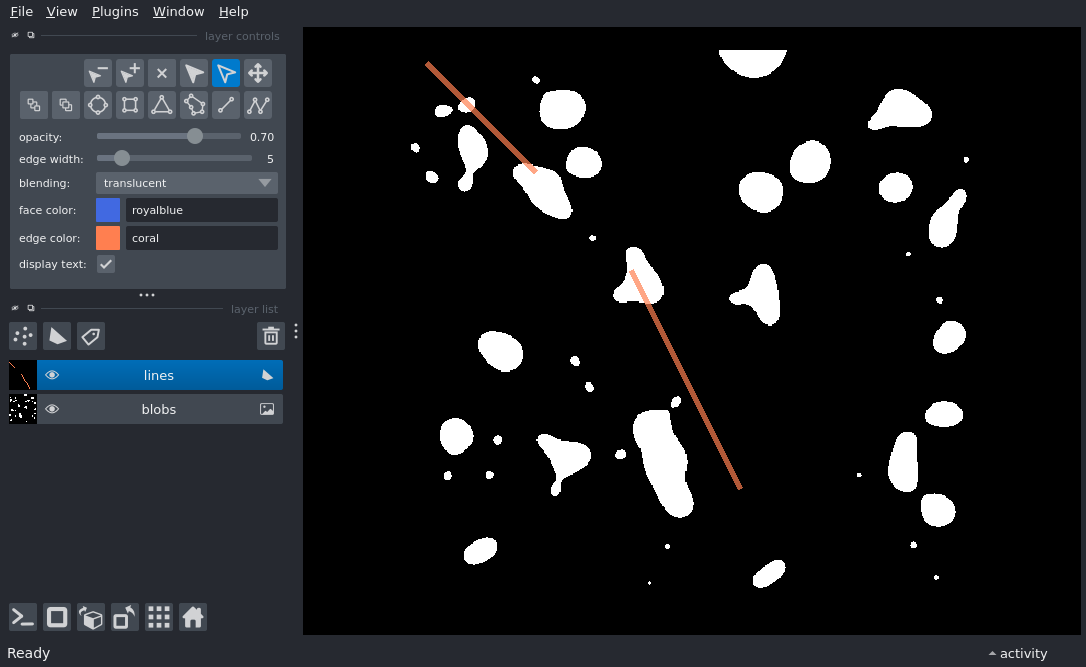 File View Plugins Window Help
layer controls
opacity: 0.70
edge width: 5
blending: translucent
face color: royalblue
edge color: coral
display text:
layer list
lines
blobs
Ready
activity